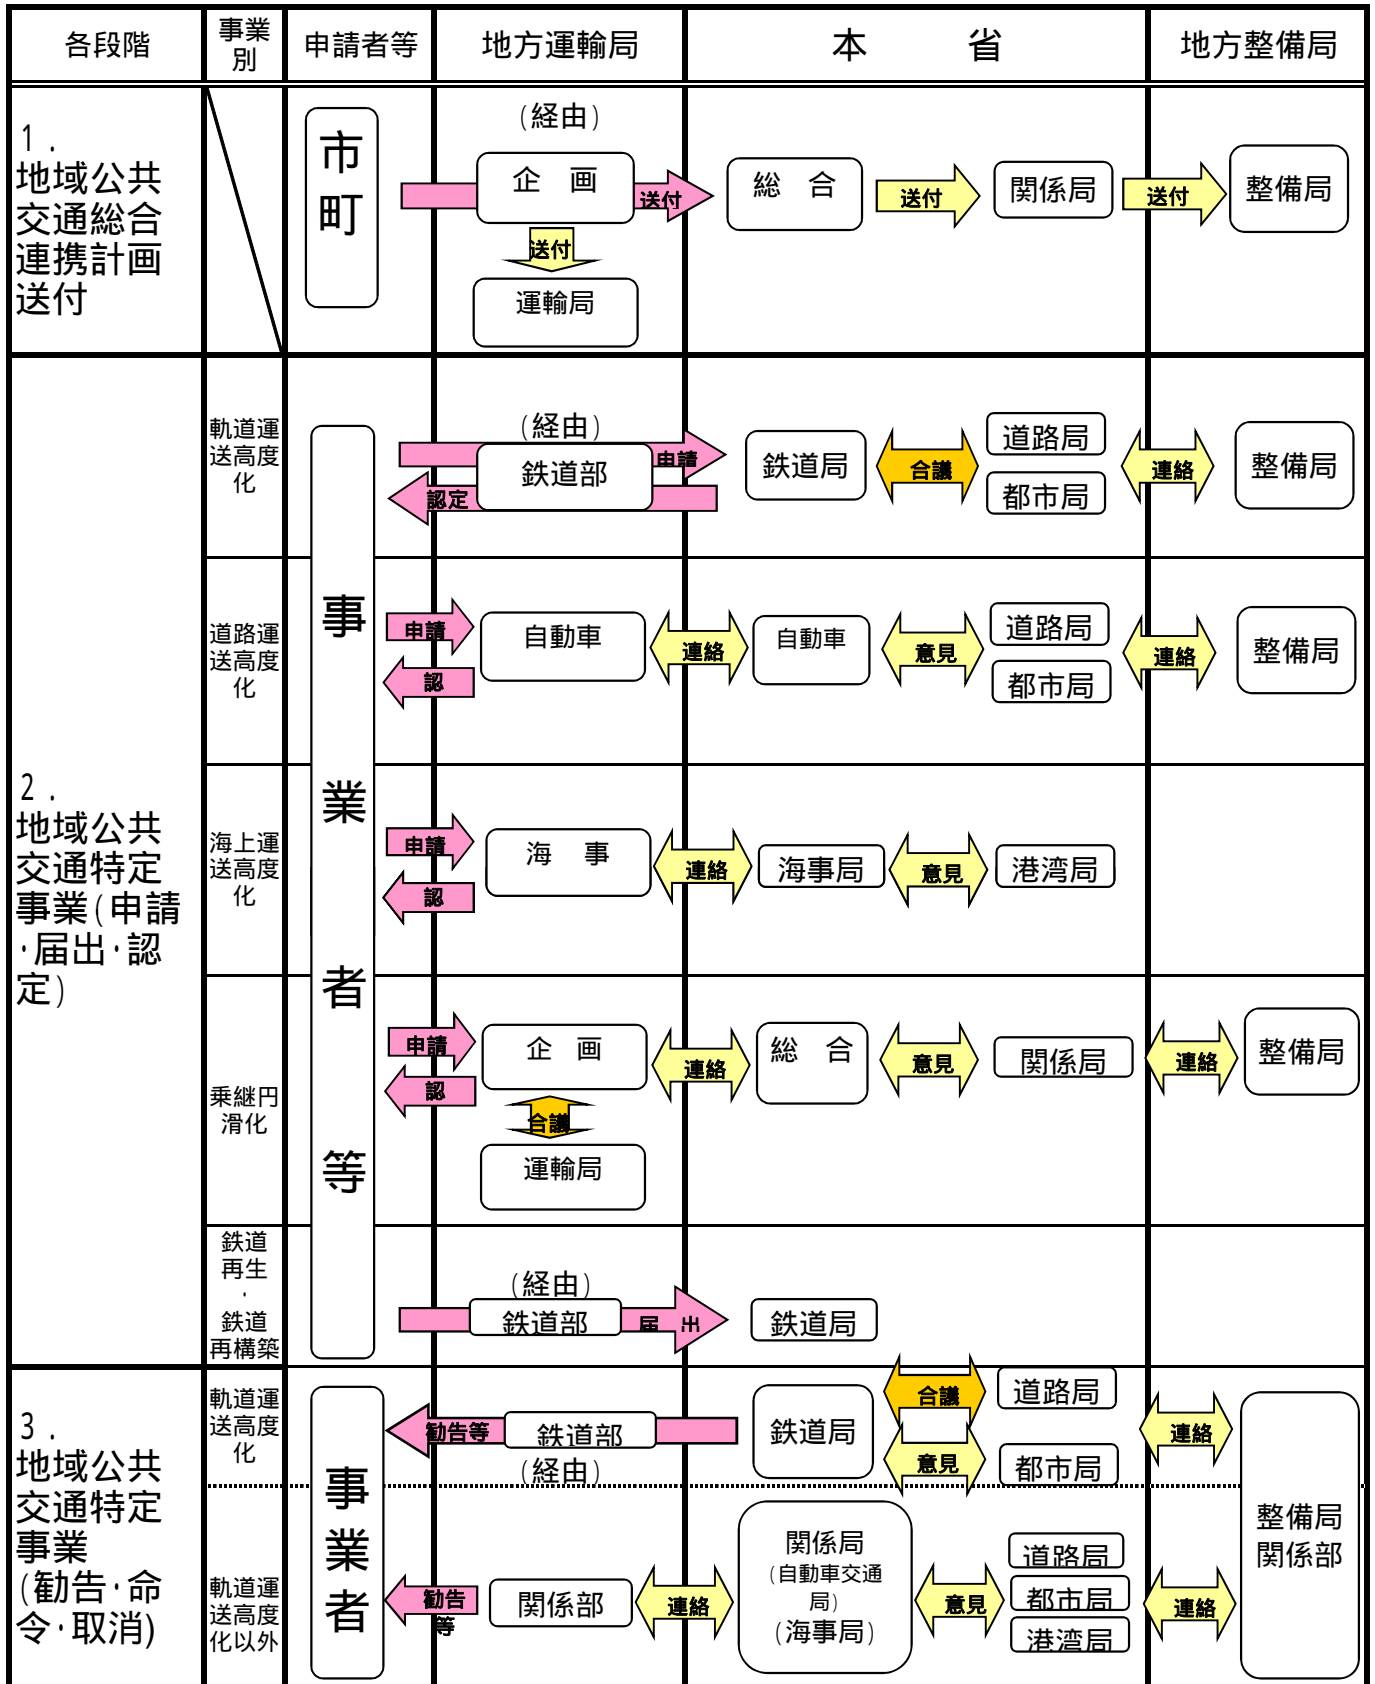 各段階
事業
別
申請者等
地方運輸局
本　省
地方整備局
1.
地域公共
交通総合
連携計画
送付
市
町
(経由)
企　画
送付
総　合
送付
関係局
送付
整備局
送付
運輸局
2.
地域公共
交通特定
事業(申請
・届出・認
定)
事
業
者
等
軌道運
送高度
化
(経由)
鉄道部
申請
認定
鉄道局
合議
道路局
都市局
連絡
整備局
道路運
送高度
化
申請
認
自動車
連絡
自動車
意見
道路局
都市局
連絡
整備局
海上運
送高度
化
申請
認
海　事
連絡
海事局
意見
港湾局
乗継円
滑化
申請
認
企　画
連絡
総　合
意見
関係局
連絡
整備局
合議
運輸局
鉄道
再生
・
鉄道
再構築
(経由)
鉄道部
届　出
鉄道局
3.
地域公共
交通特定
事業
(勧告・命
令・取消)
事
業
者
軌道運
送高度
化
勧告等
鉄道部
(経由)
鉄道局
合議
道路局
意見
都市局
連絡
整備局
関係部
軌道運
送高度
化以外
勧告
等
関係部
連絡
関係局
(自動車交通
局)
(海事局)
意見
道路局
都市局
港湾局
連絡